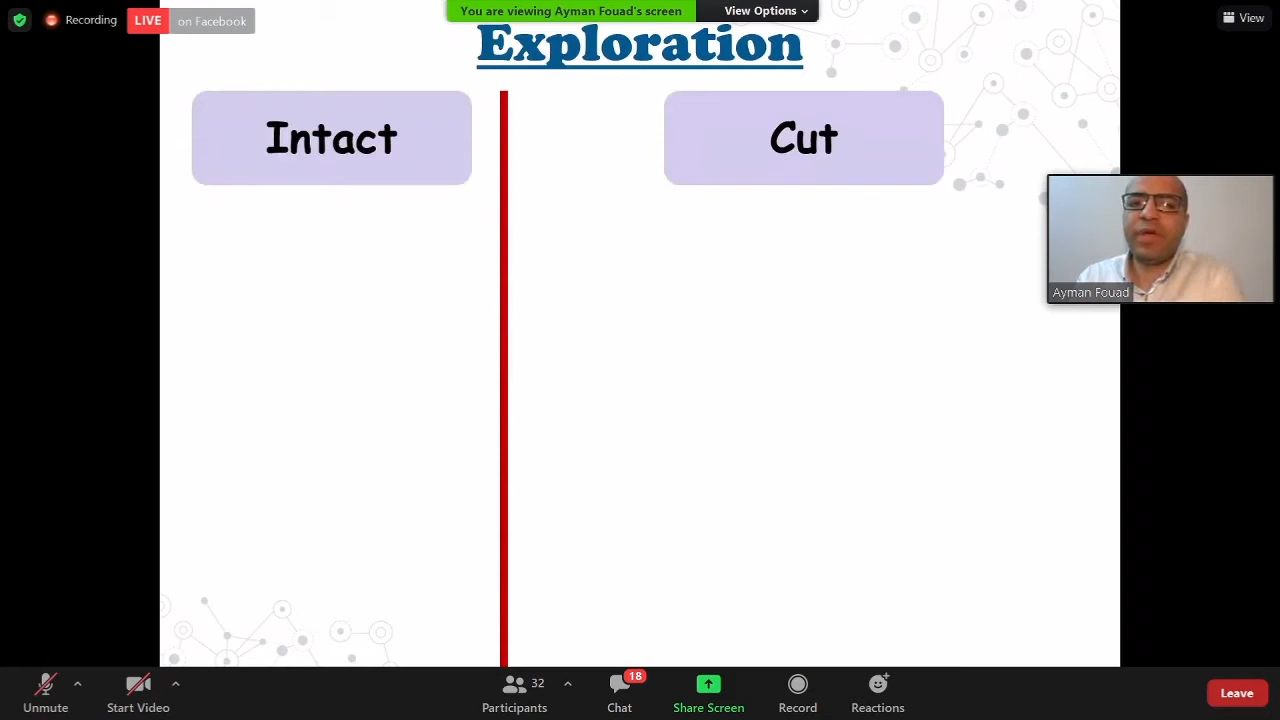 Recording
LIVE on Facebook
You are viewing Ayman Fouad's screen
View Options
View
Exploration
Intact
Cut
Ayman Fouad
Unmute
Start Video
32
Participants
18
Chat
Share Screen
Record
Reactions
Leave